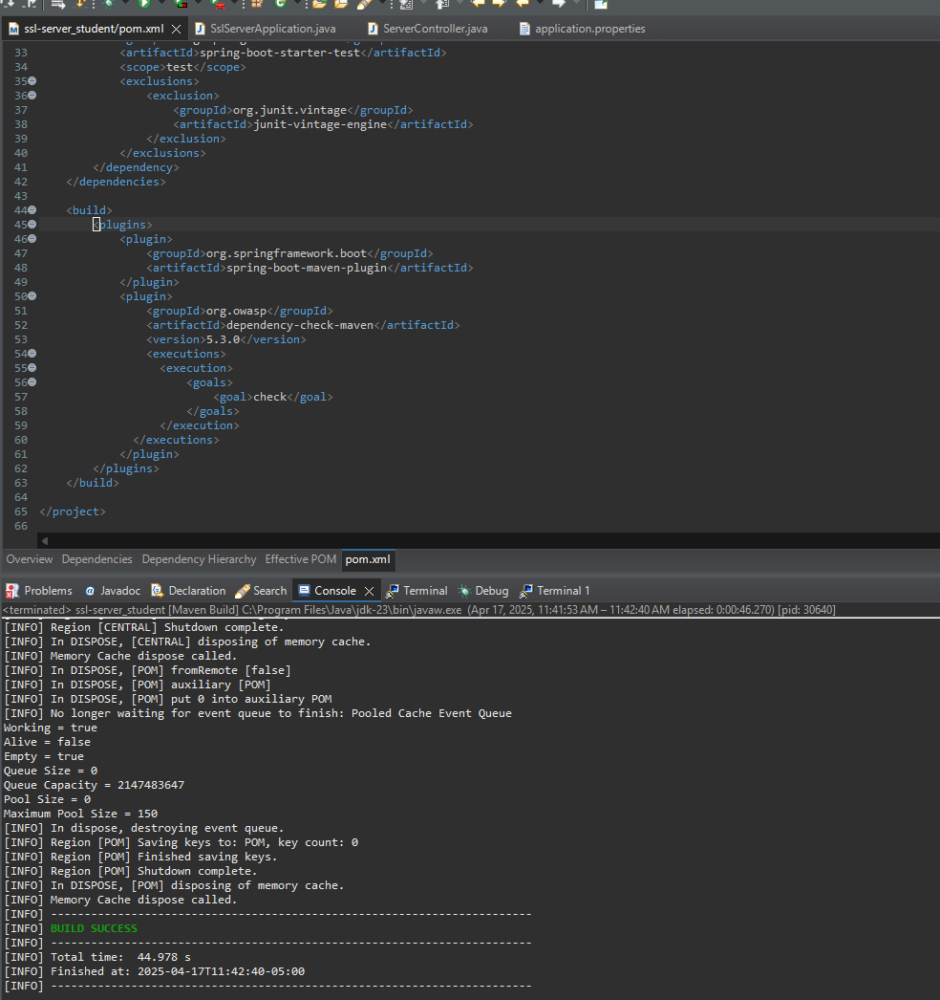 ssl-server_student/pom.xml
SslServerApplication.java
ServerController.java
application.properties
33 <artifactId>spring-boot-starter-test</artifactId>
34 <scope>test</scope>
35 <exclusions>
36 <exclusion>
37 <groupId>org.junit.vintage</groupId>
38 <artifactId>junit-vintage-engine</artifactId>
39 </exclusion>
40 </exclusions>
41 </dependency>
42 </dependencies>
43
44 <build>
45 <plugins>
46 <plugin>
47 <groupId>org.springframework.boot</groupId>
48 <artifactId>spring-boot-maven-plugin</artifactId>
49 </plugin>
50 <plugin>
51 <groupId>org.owasp</groupId>
52 <artifactId>dependency-check-maven</artifactId>
53 <version>5.3.0</version>
54 <executions>
55 <execution>
56 <goals>
57 <goal>check</goal>
58 </goals>
59 </execution>
60 </executions>
61 </plugin>
62 </plugins>
63 </build>
64
65 </project>
66
Overview Dependencies Dependency Hierarchy Effective POM pom.xml
Problems Javadoc Declaration Search Console Terminal Debug Terminal 1
<terminated> ssl-server_student [Maven Build] C:\Program Files\Java\jdk-23\bin\javaw.exe (Apr 17, 2025, 11:41:53 AM – 11:42:40 AM elapsed: 0:00:46.270) [pid: 30640]
[INFO] Region [CENTRAL] Shutdown complete.
[INFO] In DISPOSE, [CENTRAL] disposing of memory cache.
[INFO] Memory Cache dispose called.
[INFO] In DISPOSE, [POM] fromRemote [false]
[INFO] In DISPOSE, [POM] auxiliary [POM]
[INFO] In DISPOSE, [POM] put 0 into auxiliary POM
[INFO] No longer waiting for event queue to finish: Pooled Cache Event Queue
Working = true
Alive = false
Empty = true
Queue Size = 0
Queue Capacity = 2147483647
Pool Size = 0
Maximum Pool Size = 150
[INFO] In dispose, destroying event queue.
[INFO] Region [POM] Saving keys to: POM, key count: 0
[INFO] Region [POM] Finished saving keys.
[INFO] Region [POM] Shutdown complete.
[INFO] In DISPOSE, [POM] disposing of memory cache.
[INFO] Memory Cache dispose called.
[INFO] ------------------------------------------------------------------------
[INFO] BUILD SUCCESS
[INFO] ------------------------------------------------------------------------
[INFO] Total time:  44.978 s
[INFO] Finished at: 2025-04-17T11:42:40-05:00
[INFO] ------------------------------------------------------------------------